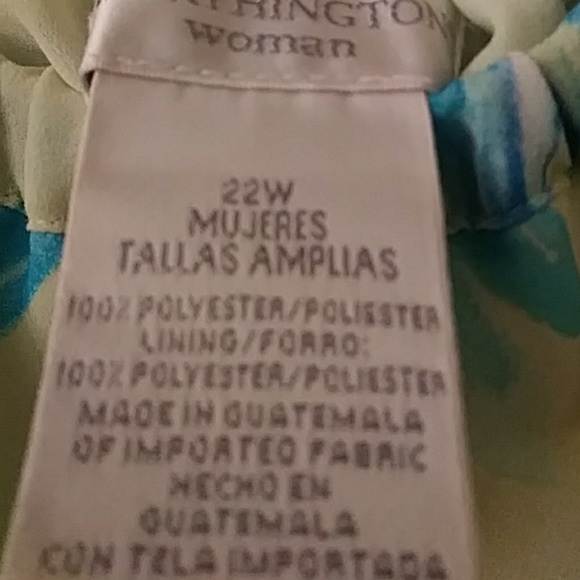 WORTHINGTON
woman
22W
MUJERES
TALLAS AMPLIAS
100% POLYESTER/POLIESTER
LINING/FORRO:
100% POLYESTER/POLIESTER
MADE IN GUATEMALA
OF IMPORTED FABRIC
HECHO EN
GUATEMALA
CON TELA IMPORTADA